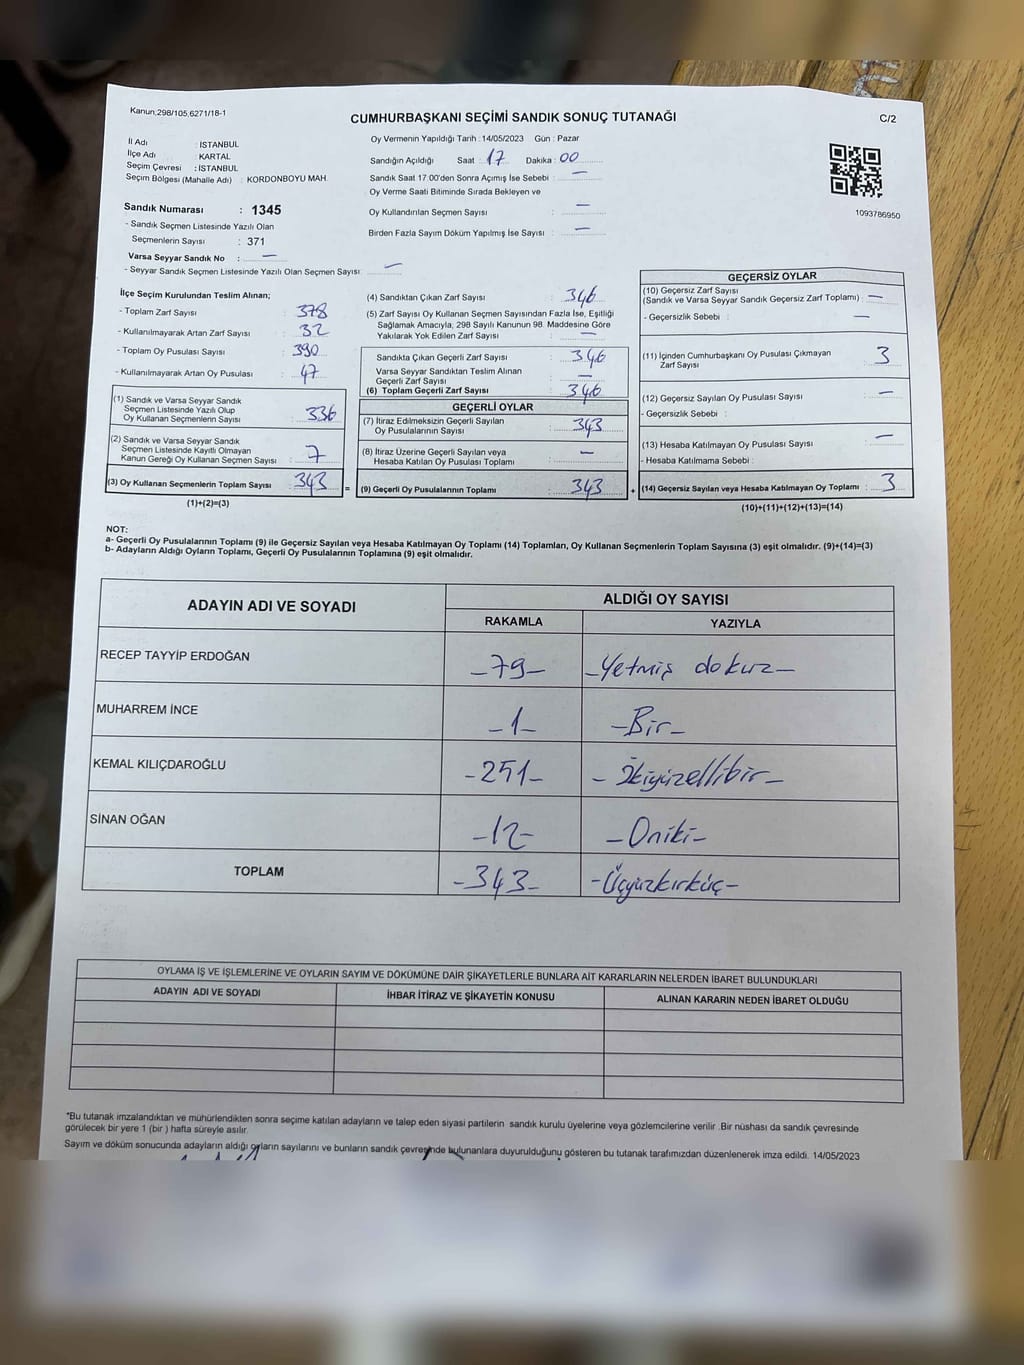 Kanun,298/105,6271/18-1
CUMHURBAŞKANI SEÇİMİ SANDIK SONUÇ TUTANAĞI
C/2
İl Adı : İSTANBUL
İlçe Adı : KARTAL
Seçim Çevresi : İSTANBUL
Seçim Bölgesi (Mahalle Adı) : KORDONBOYU MAH.
Sandık Numarası : 1345
- Sandık Seçmen Listesinde Yazılı Olan
Seçmenlerin Sayısı : 371
Varsa Seyyar Sandık No : —
- Seyyar Sandık Seçmen Listesinde Yazılı Olan Seçmen Sayısı: —
Oy Vermenin Yapıldığı Tarih : 14/05/2023 Gün : Pazar
Sandığın Açıldığı Saat : 17 Dakika : 00
Sandık Saat 17:00'den Sonra Açımış İse Sebebi : —
Oy Verme Saati Bitiminde Sırada Bekleyen ve
Oy Kullandırılan Seçmen Sayısı : —
Birden Fazla Sayım Döküm Yapılmış İse Sayısı : —
1093786950
İlçe Seçim Kurulundan Teslim Alınan;
- Toplam Zarf Sayısı : 378
- Kullanılmayarak Artan Zarf Sayısı : 32
- Toplam Oy Pusulası Sayısı : 390
- Kullanılmayarak Artan Oy Pusulası : 47
(1) Sandık ve Varsa Seyyar Sandık
Seçmen Listesinde Yazılı Olup
Oy Kullanan Seçmenlerin Sayısı : 336
(2) Sandık ve Varsa Seyyar Sandık
Seçmen Listesinde Kayıtlı Olmayan
Kanun Gereği Oy Kullanan Seçmen Sayısı : 7
(3) Oy Kullanan Seçmenlerin Toplam Sayısı : 343
(1)+(2)=(3)
(4) Sandıktan Çıkan Zarf Sayısı : 346
(5) Zarf Sayısı Oy Kullanan Seçmen Sayısından Fazla İse, Eşitliği
Sağlamak Amacıyla, 298 Sayılı Kanunun 98. Maddesine Göre
Yakılarak Yok Edilen Zarf Sayısı : —
Sandıkta Çıkan Geçerli Zarf Sayısı : 346
Varsa Seyyar Sandıktan Teslim Alınan
Geçerli Zarf Sayısı : —
(6) Toplam Geçerli Zarf Sayısı : 346
GEÇERLİ OYLAR
(7) İtiraz Edilmeksizin Geçerli Sayılan
Oy Pusulalarının Sayısı : 343
(8) İtiraz Üzerine Geçerli Sayılan veya
Hesaba Katılan Oy Pusulası Toplamı : —
= (9) Geçerli Oy Pusulalarının Toplamı : 343 +
GEÇERSİZ OYLAR
(10) Geçersiz Zarf Sayısı
(Sandık ve Varsa Seyyar Sandık Geçersiz Zarf Toplamı) : —
- Geçersizlik Sebebi : —
(11) İçinden Cumhurbaşkanı Oy Pusulası Çıkmayan
Zarf Sayısı : 3
(12) Geçersiz Sayılan Oy Pusulası Sayısı : —
- Geçersizlik Sebebi :
(13) Hesaba Katılmayan Oy Pusulası Sayısı : —
- Hesaba Katılmama Sebebi :
(14) Geçersiz Sayılan veya Hesaba Katılmayan Oy Toplamı : 3
(10)+(11)+(12)+(13)=(14)
NOT:
a- Geçerli Oy Pusulalarının Toplamı (9) ile Geçersiz Sayılan veya Hesaba Katılmayan Oy Toplamı (14) Toplamları, Oy Kullanan Seçmenlerin Toplam Sayısına (3) eşit olmalıdır. (9)+(14)=(3)
b- Adayların Aldığı Oyların Toplamı, Geçerli Oy Pusulalarının Toplamına (9) eşit olmalıdır.
ADAYIN ADI VE SOYADI
ALDIĞI OY SAYISI
RAKAMLA YAZIYLA
RECEP TAYYİP ERDOĞAN -79- -Yetmiş dokuz-
MUHARREM İNCE -1- -Bir-
KEMAL KILIÇDAROĞLU -251- -İkiyüzellibir-
SİNAN OĞAN -12- -Oniki-
TOPLAM -343- -Üçyüzkırküç-
OYLAMA İŞ VE İŞLEMLERİNE VE OYLARIN SAYIM VE DÖKÜMÜNE DAİR ŞİKAYETLERLE BUNLARA AİT KARARLARIN NELERDEN İBARET BULUNDUKLARI
ADAYIN ADI VE SOYADI İHBAR İTİRAZ VE ŞİKAYETİN KONUSU ALINAN KARARIN NEDEN İBARET OLDUĞU
*Bu tutanak imzalandıktan ve mühürlendikten sonra seçime katılan adayların ve talep eden siyasi partilerin sandık kurulu üyelerine veya gözlemcilerine verilir .Bir nüshası da sandık çevresinde
görülecek bir yere 1 (bir ) hafta süreyle asılır.
Sayım ve döküm sonucunda adayların aldığı oyların sayılarını ve bunların sandık çevresinde bulunanlara duyurulduğunu gösteren bu tutanak tarafımızdan düzenlenerek imza edildi. 14/05/2023